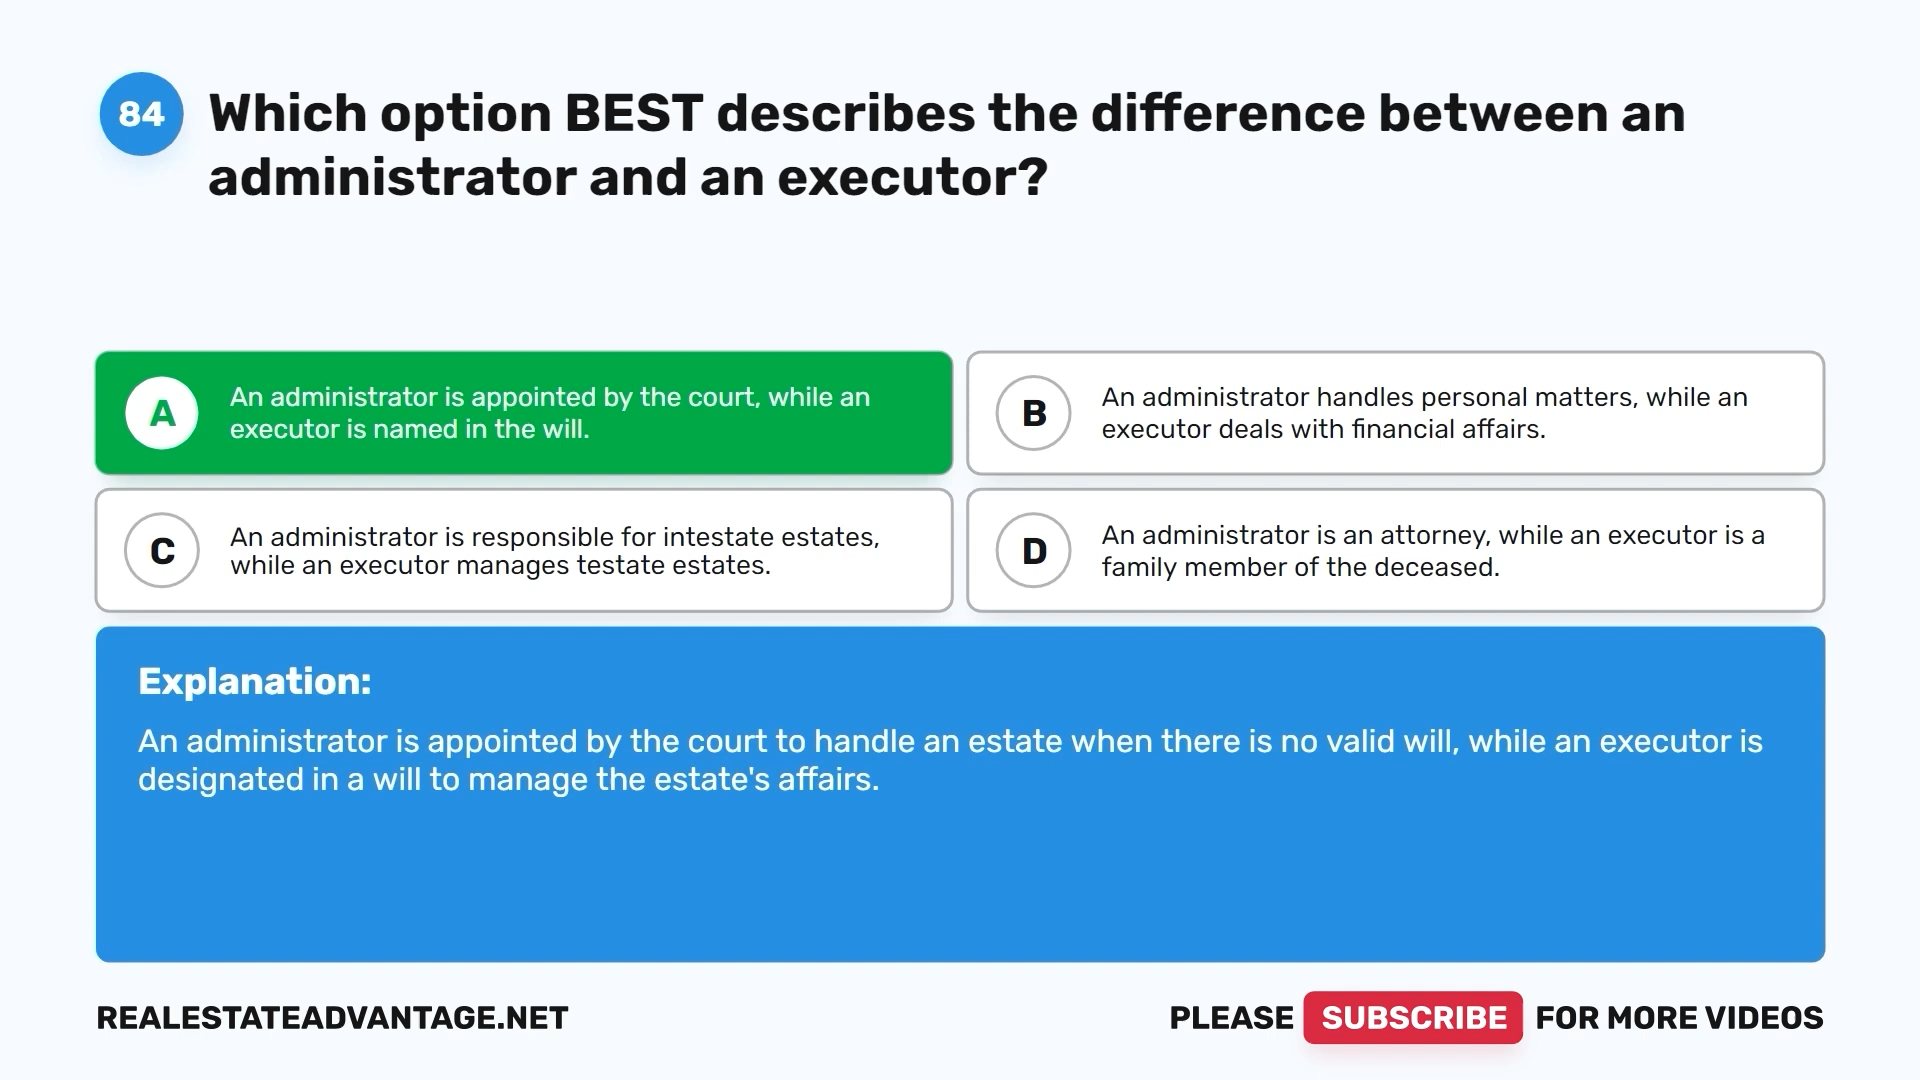 84
Which option BEST describes the difference between an
administrator and an executor?
A
An administrator is appointed by the court, while an
executor is named in the will.
B
An administrator handles personal matters, while an
executor deals with financial affairs.
C
An administrator is responsible for intestate estates,
while an executor manages testate estates.
D
An administrator is an attorney, while an executor is a
family member of the deceased.
Explanation:
An administrator is appointed by the court to handle an estate when there is no valid will, while an executor is
designated in a will to manage the estate's affairs.
REALESTATEADVANTAGE.NET
PLEASE SUBSCRIBE FOR MORE VIDEOS